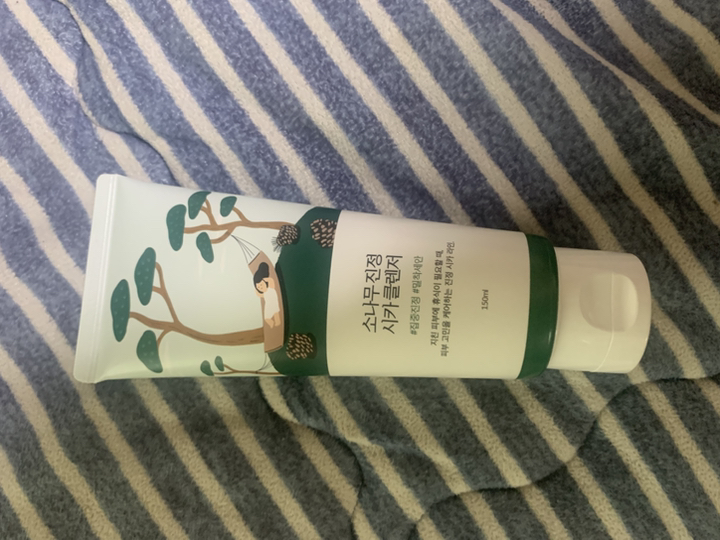 소나무 진정
시카 클렌저
#집중진정 #밀착세안
지친 피부에 휴식이 필요할 때,
피부 고민을 케어하는 진정 시카 라인.
150ml